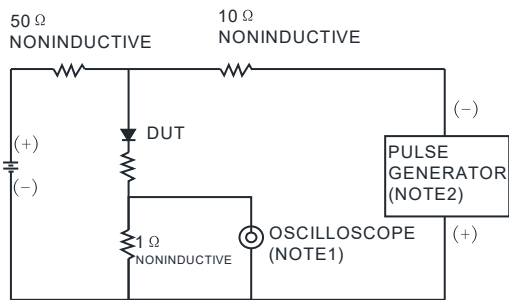 50 Ω
NONINDUCTIVE
10 Ω
NONINDUCTIVE
(+)
(−)
DUT
1 Ω
NONINDUCTIVE
OSCILLOSCOPE
(NOTE1)
(−)
PULSE
GENERATOR
(NOTE2)
(+)